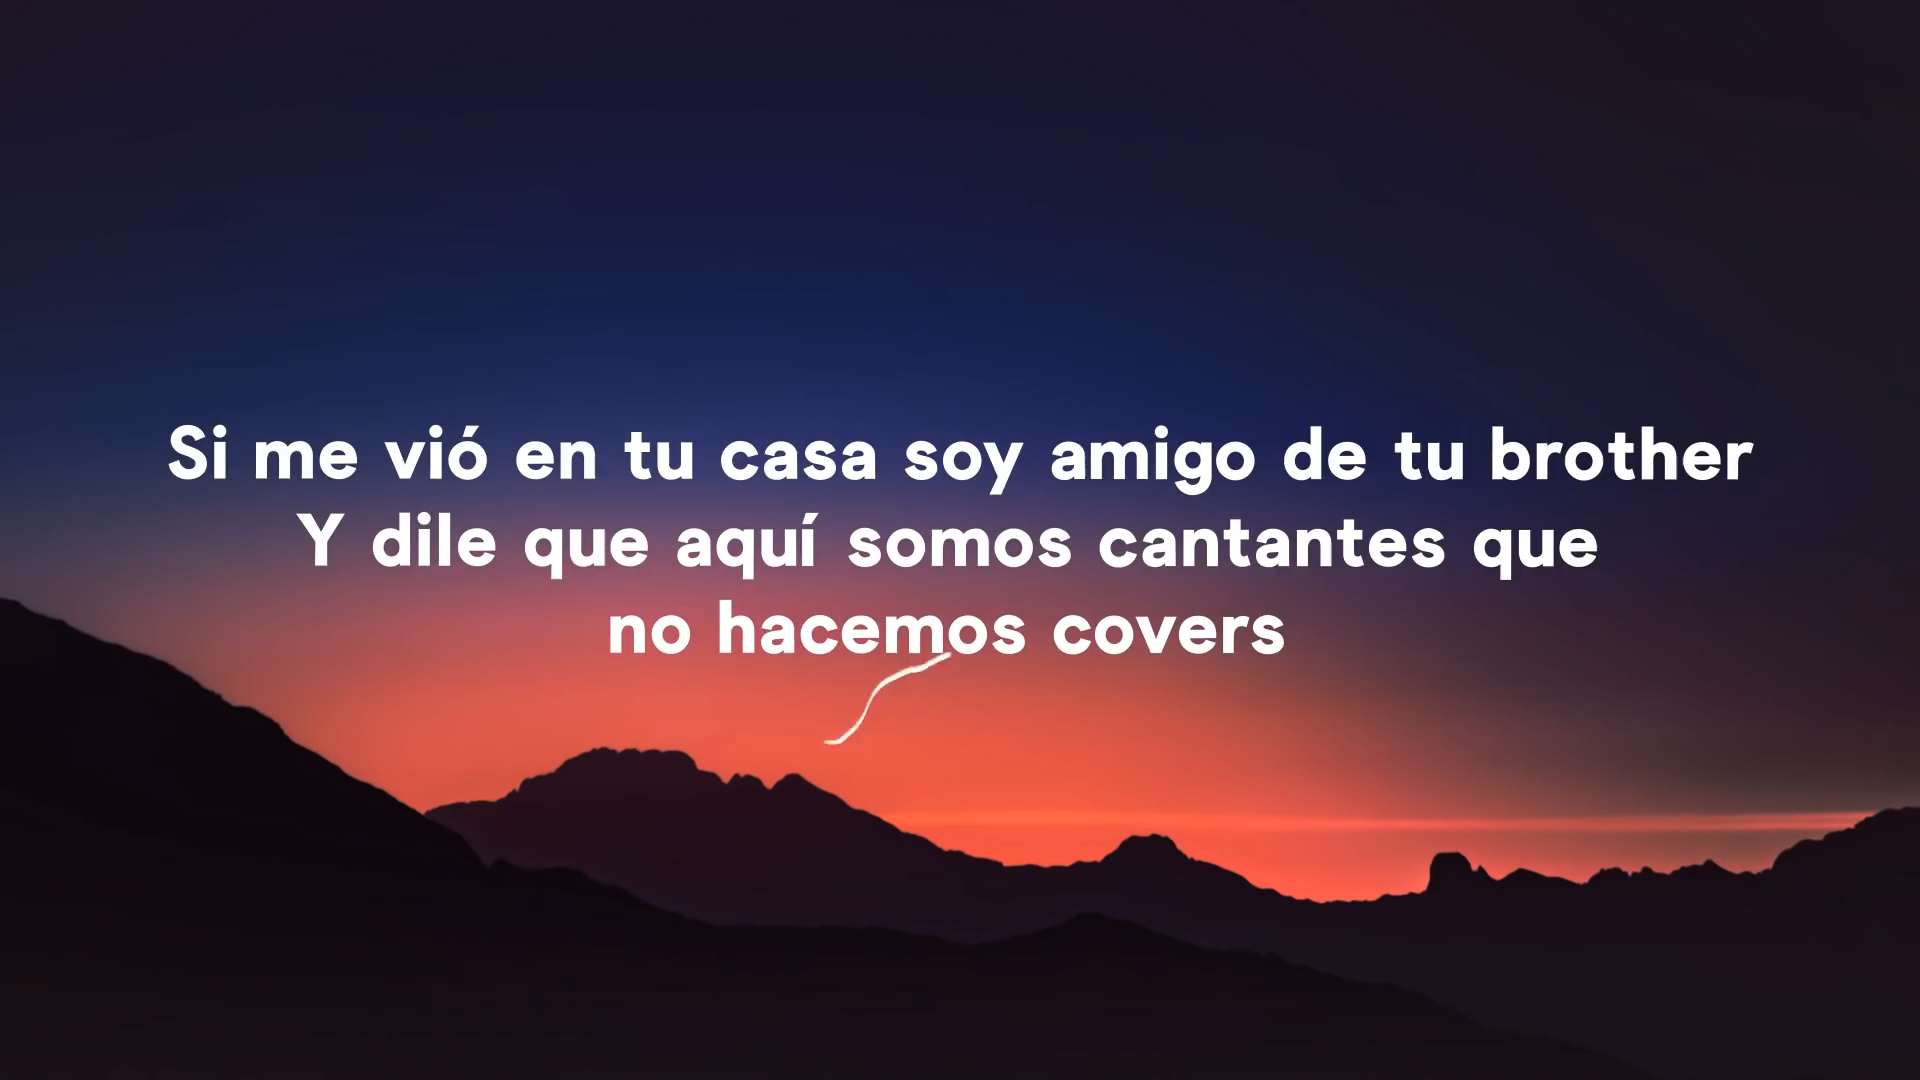 Si me vió en tu casa soy amigo de tu brother
Y dile que aquí somos cantantes que
no hacemos covers